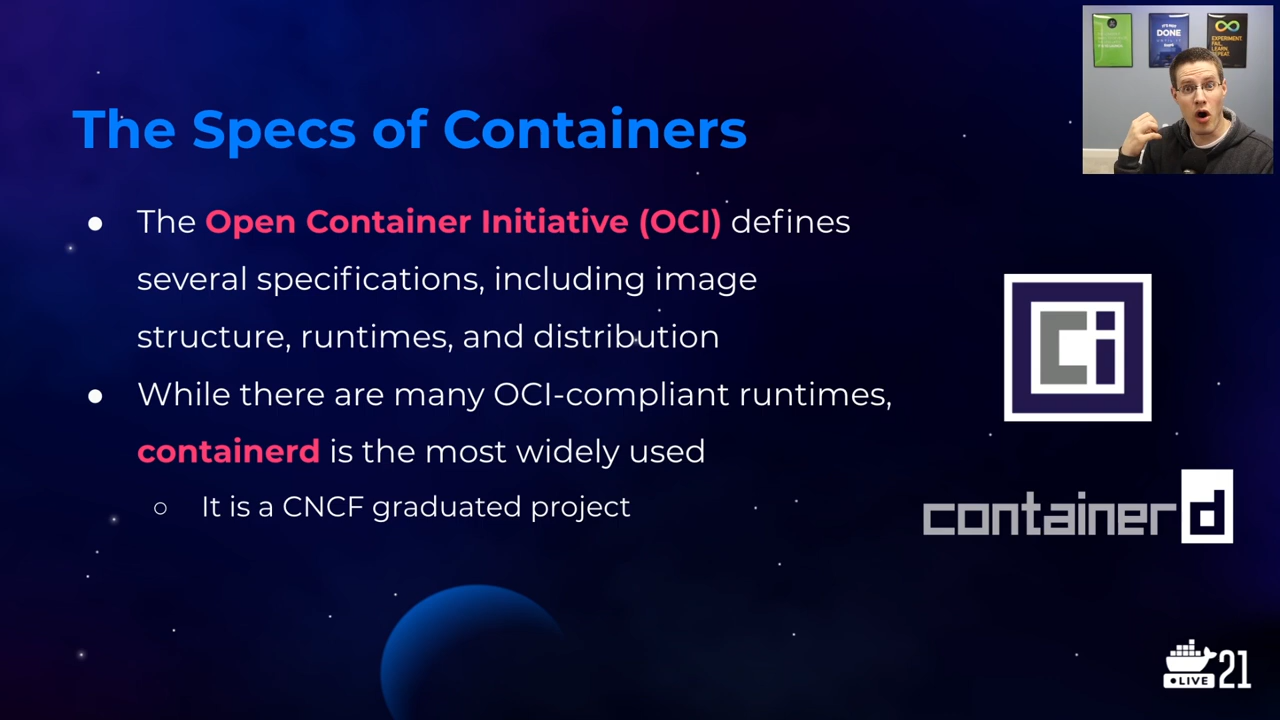 The Specs of Containers
● The Open Container Initiative (OCI) defines
several specifications, including image
structure, runtimes, and distribution
● While there are many OCI-compliant runtimes,
containerd is the most widely used
○ It is a CNCF graduated project
Ci
containerd
LIVE 21
DONE
EXPERIMENT.
FAIL.
LEARN.
REPEAT.